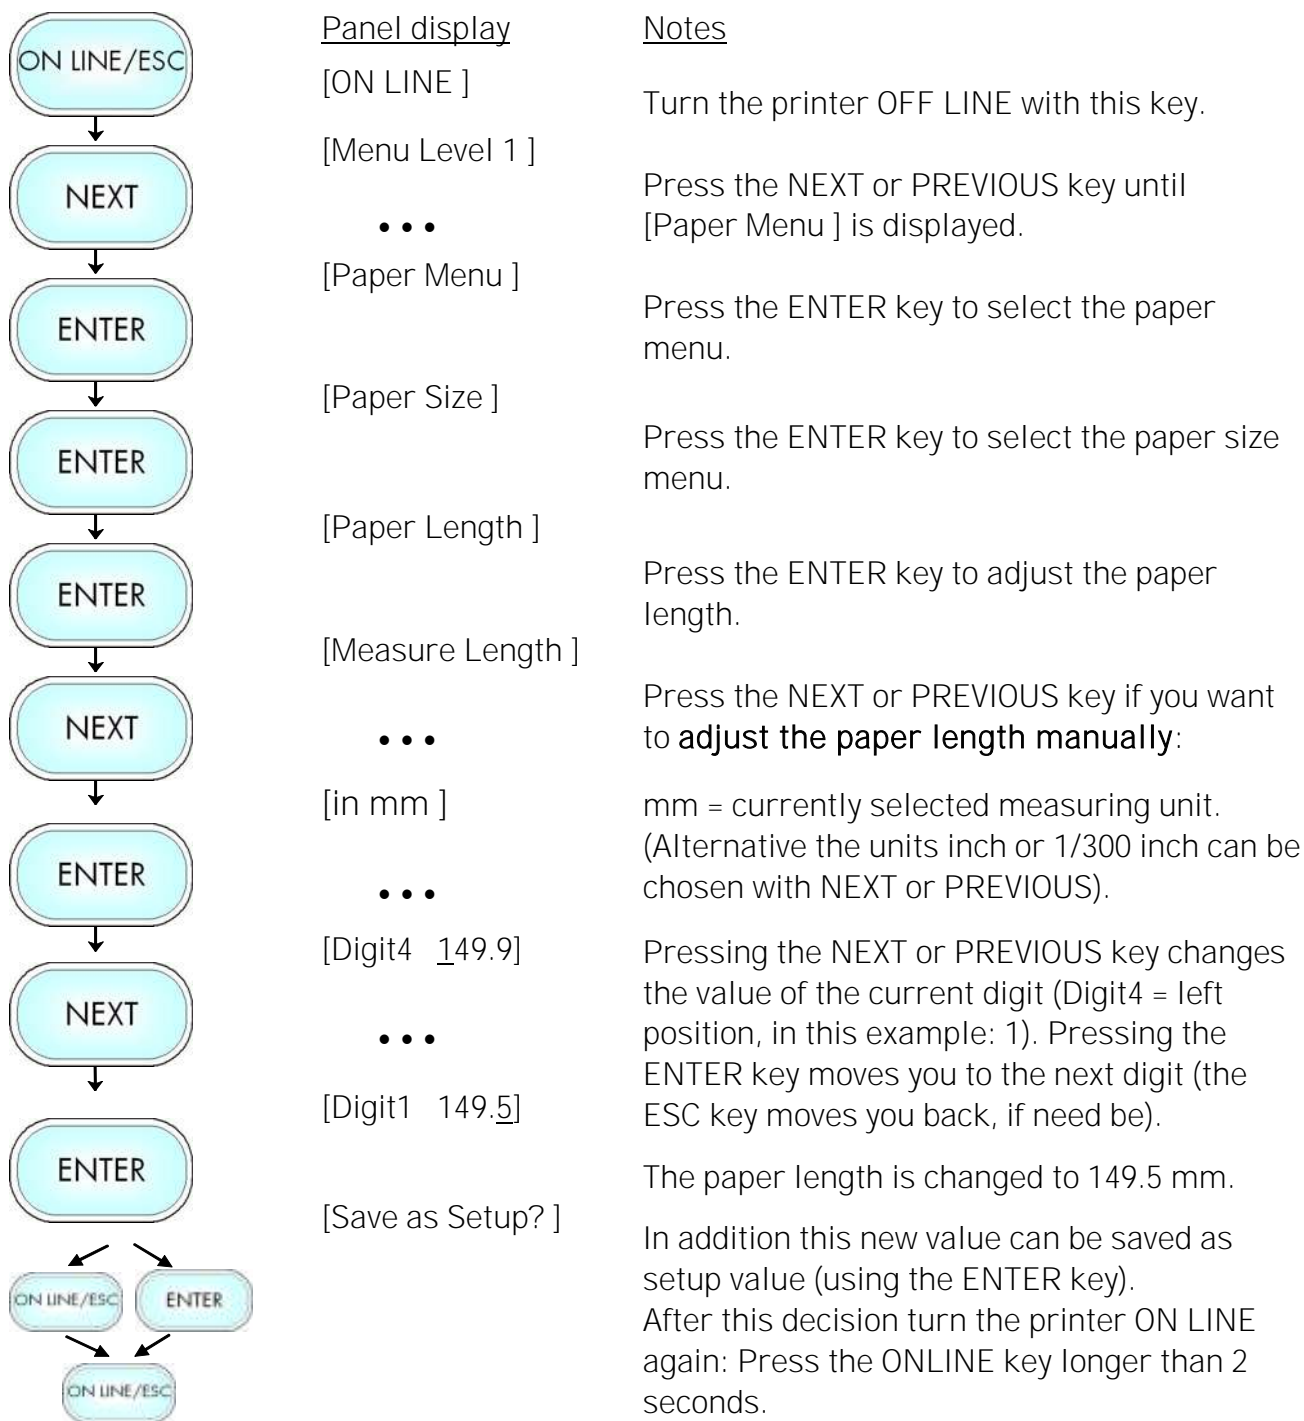 Panel display Notes
ON LINE/ESC
[ON LINE ]
Turn the printer OFF LINE with this key.
[Menu Level 1 ]
NEXT
Press the NEXT or PREVIOUS key until
[Paper Menu ] is displayed.
• • •
[Paper Menu ]
ENTER
Press the ENTER key to select the paper
menu.
[Paper Size ]
ENTER
Press the ENTER key to select the paper size
menu.
[Paper Length ]
ENTER
Press the ENTER key to adjust the paper
length.
[Measure Length ]
NEXT
Press the NEXT or PREVIOUS key if you want
to adjust the paper length manually:
• • •
[in mm ]
mm = currently selected measuring unit.
(Alternative the units inch or 1/300 inch can be
chosen with NEXT or PREVIOUS).
ENTER
• • •
[Digit4 149.9]
Pressing the NEXT or PREVIOUS key changes
the value of the current digit (Digit4 = left
position, in this example: 1). Pressing the
ENTER key moves you to the next digit (the
ESC key moves you back, if need be).
NEXT
• • •
[Digit1 149.5]
ENTER
The paper length is changed to 149.5 mm.
[Save as Setup? ]
In addition this new value can be saved as
setup value (using the ENTER key).
After this decision turn the printer ON LINE
again: Press the ONLINE key longer than 2
seconds.
ON LINE/ESC ENTER
ON LINE/ESC